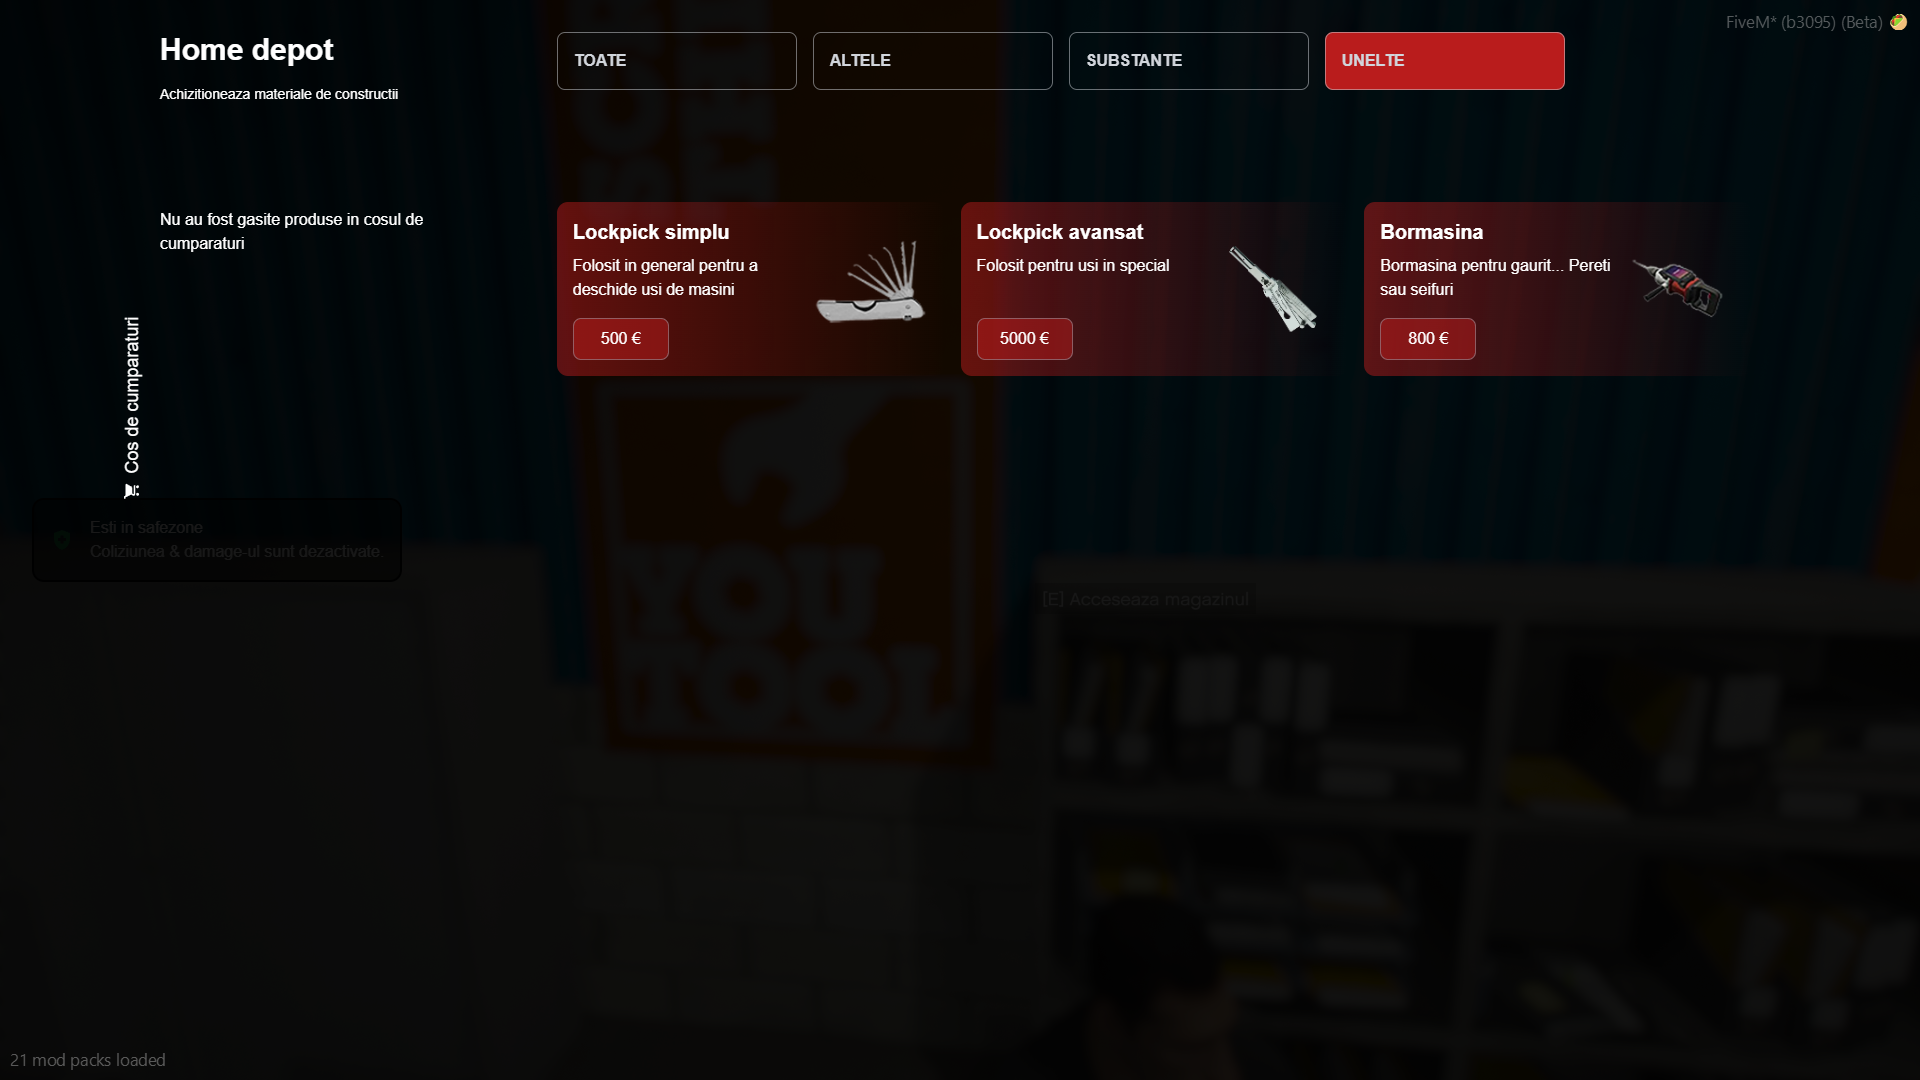 Home depot
Achizitioneaza materiale de constructii
TOATE
ALTELE
SUBSTANTE
UNELTE
FiveM* (b3095) (Beta)
Nu au fost gasite produse in cosul de
cumparaturi
Cos de cumparaturi
Lockpick simplu
Folosit in general pentru a
deschide usi de masini
500 €
Lockpick avansat
Folosit pentru usi in special
5000 €
Bormasina
Bormasina pentru gaurit... Pereti
sau seifuri
800 €
Esti in safezone
Coliziunea & damage-ul sunt dezactivate.
[E] Acceseaza magazinul
YOU
TOOL
21 mod packs loaded